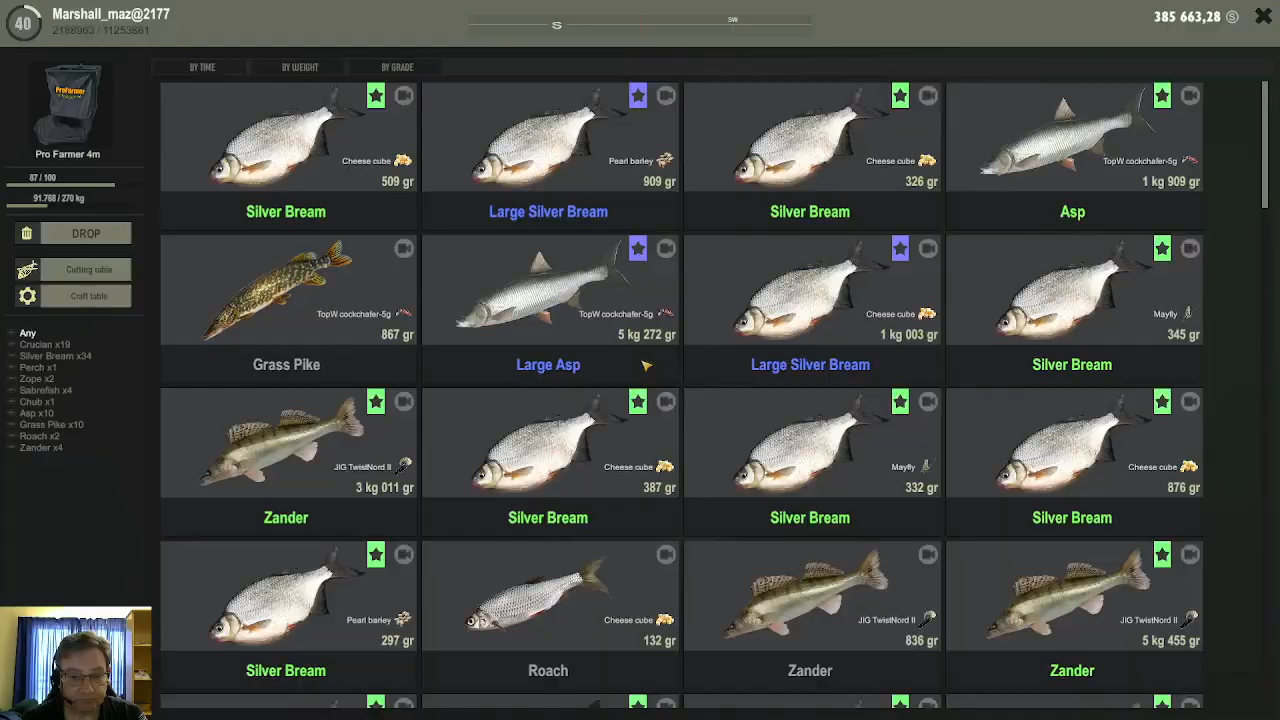 40
Marshall_maz@2177
2188963 / 11253681
S
SW
385 663,28
BY TIME
BY WEIGHT
BY GRADE
ProFarmer
Pro Farmer 4m
87 / 100
91.768 / 270 kg
DROP
Cutting table
Craft table
Any
Crucian x19
Silver Bream x34
Perch x1
Zope x2
Sabrefish x4
Chub x1
Asp x10
Grass Pike x10
Roach x2
Zander x4
Cheese cube
509 gr
Silver Bream
Pearl barley
909 gr
Large Silver Bream
Cheese cube
326 gr
Silver Bream
TopW cockchafer-5g
1 kg 909 gr
Asp
TopW cockchafer-5g
867 gr
Grass Pike
TopW cockchafer-5g
5 kg 272 gr
Large Asp
Cheese cube
1 kg 003 gr
Large Silver Bream
Mayfly
345 gr
Silver Bream
JIG TwistNord II
3 kg 011 gr
Zander
Cheese cube
387 gr
Silver Bream
Mayfly
332 gr
Silver Bream
Cheese cube
876 gr
Silver Bream
Pearl barley
297 gr
Silver Bream
Cheese cube
132 gr
Roach
JIG TwistNord II
836 gr
Zander
JIG TwistNord II
5 kg 455 gr
Zander